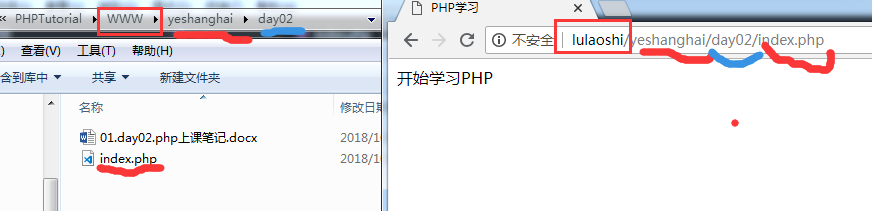 PHPTutorial ▸ WWW ▸ yeshanghai ▸ day02
查看(V) 工具(T) 帮助(H)
含到库中 共享 新建文件夹
名称 修改日期
01.day02.php上课笔记.docx 2018/10
index.php 2018/10
PHP学习
不安全 | lulaoshi/yeshanghai/day02/index.php
开始学习PHP